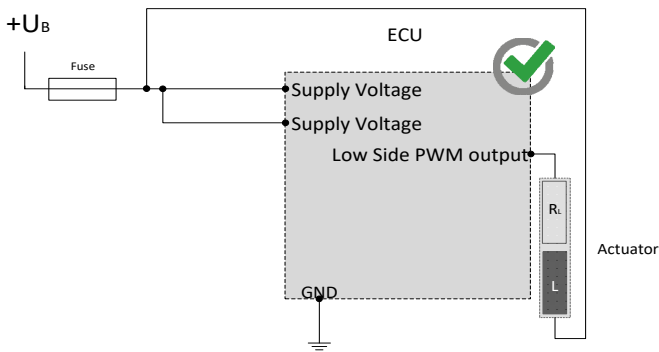 +UB
ECU
Fuse
Supply Voltage
Supply Voltage
Low Side PWM output
RL
Actuator
L
GND